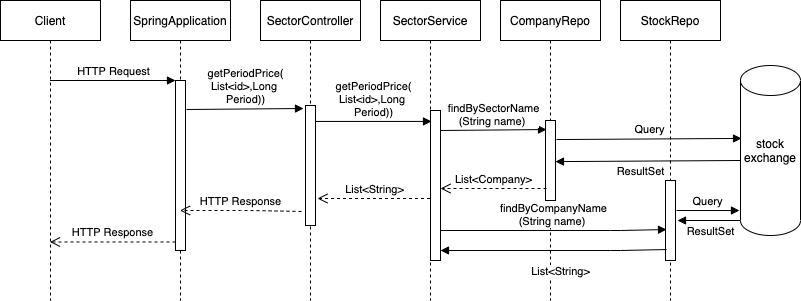 Client
SpringApplication
SectorController
SectorService
CompanyRepo
StockRepo
HTTP Request
getPeriodPrice(
List<id>,Long
Period))
getPeriodPrice(
List<id>,Long
Period))
findBySectorName
(String name)
Query
stock
exchange
ResultSet
List<Company>
List<String>
HTTP Response
findByCompanyName
(String name)
Query
ResultSet
HTTP Response
List<String>